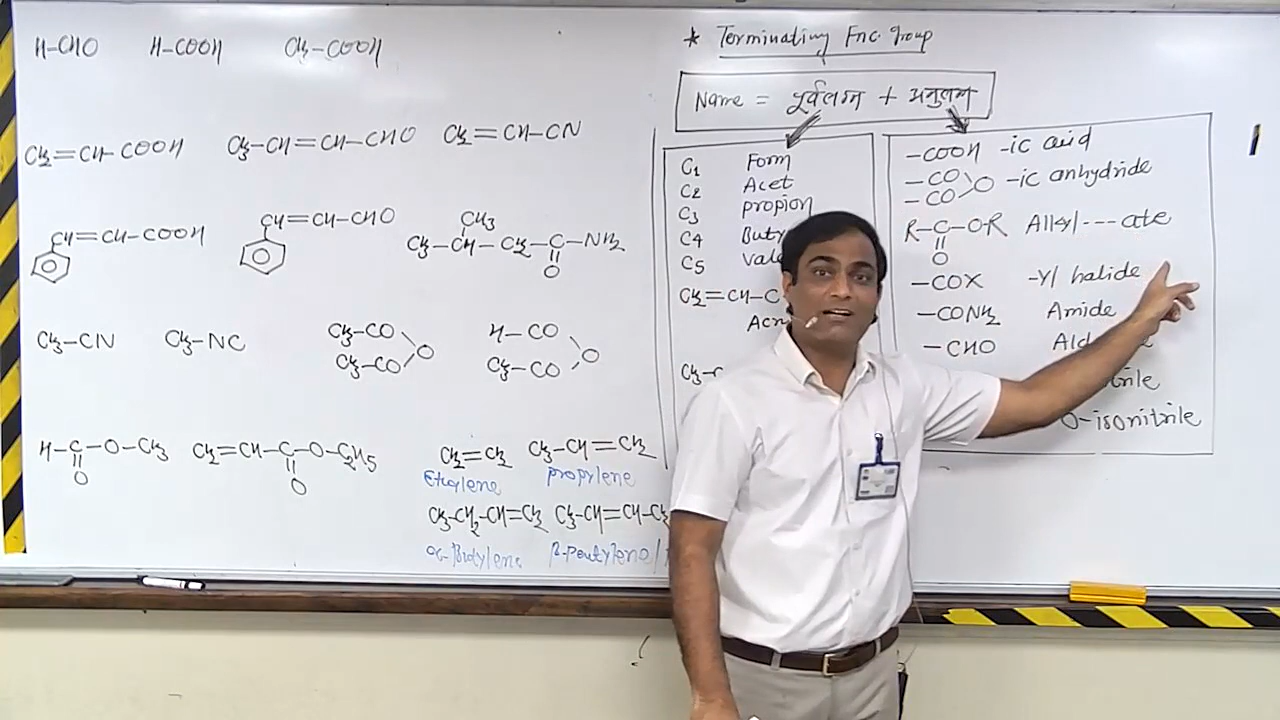 H-CHO H-COOH CH3-COOH
CH2=CH-COOH CH3-CH=CH-CHO CH2=CH-CN
CH=CH-COOH CH=CH-CHO
CH3
CH3-CH-CH2-C-NH2
O
CH3-CN CH3-NC
CH3-CO
CH3-CO O
H-CO
CH3-CO O
H-C-O-CH3 CH2=CH-C-O-C2H5
O O
CH2=CH2 CH3-CH=CH2
Ethylene propylene
CH3-CH2-CH=CH2 CH3-CH=CH-CH3
α-Butylene β-
* Terminating Fnc. group
Name = पूर्वलग्न + अनुलग्न
C1 Form
C2 Acet
C3 propion
C4
C5
CH2=CH-C
-COOH -ic acid
-CO
-CO O -ic anhydride
R-C-OR Alkyl---ate
O
-COX -yl halide
-CONH2 Amide
-CHO
O-isonitrile